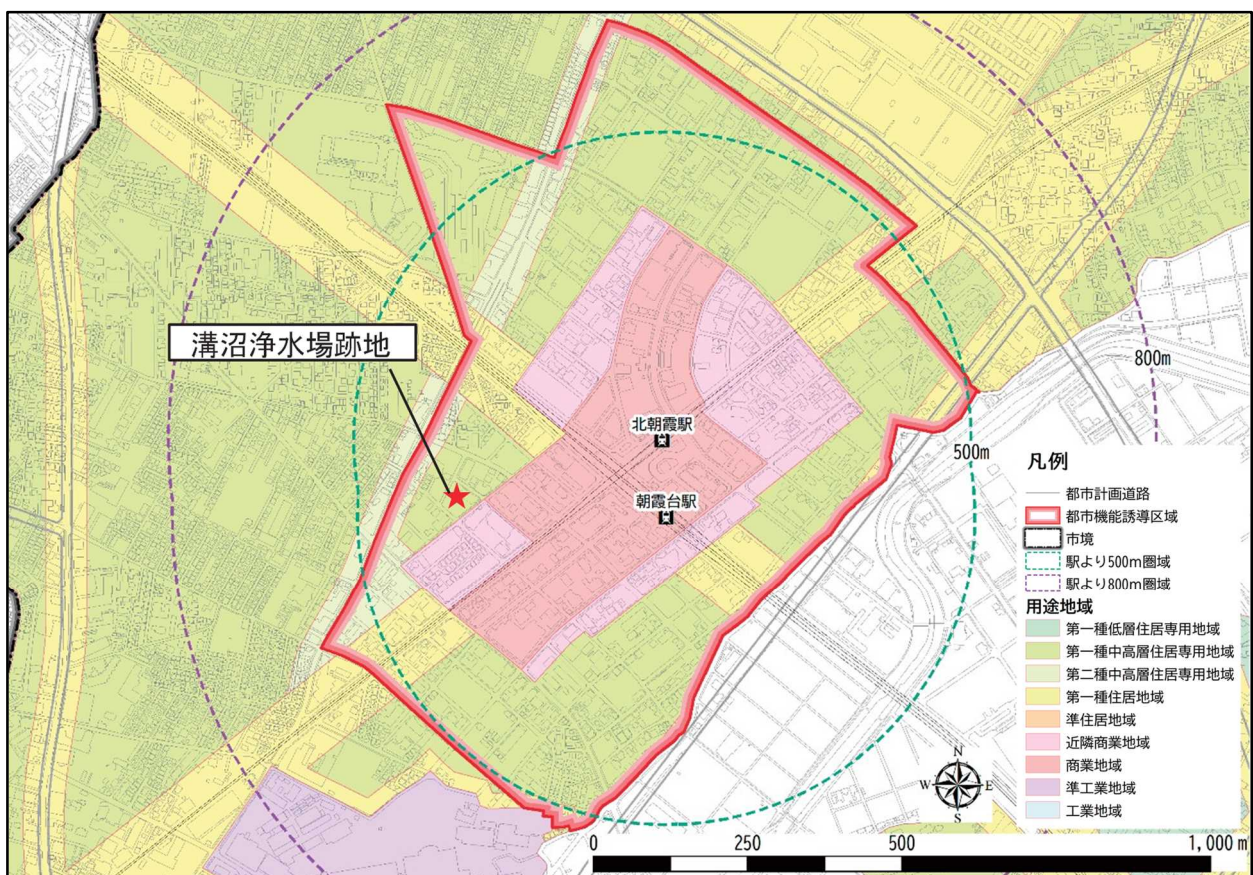 溝沼浄水場跡地
800m
北朝霞駅
500m
朝霞台駅
凡例
都市計画道路
都市機能誘導区域
市境
駅より500m圏域
駅より800m圏域
用途地域
第一種低層住居専用地域
第一種中高層住居専用地域
第二種中高層住居専用地域
第一種住居地域
準住居地域
近隣商業地域
商業地域
準工業地域
工業地域
N
W E
S
0 250 500 1,000 m